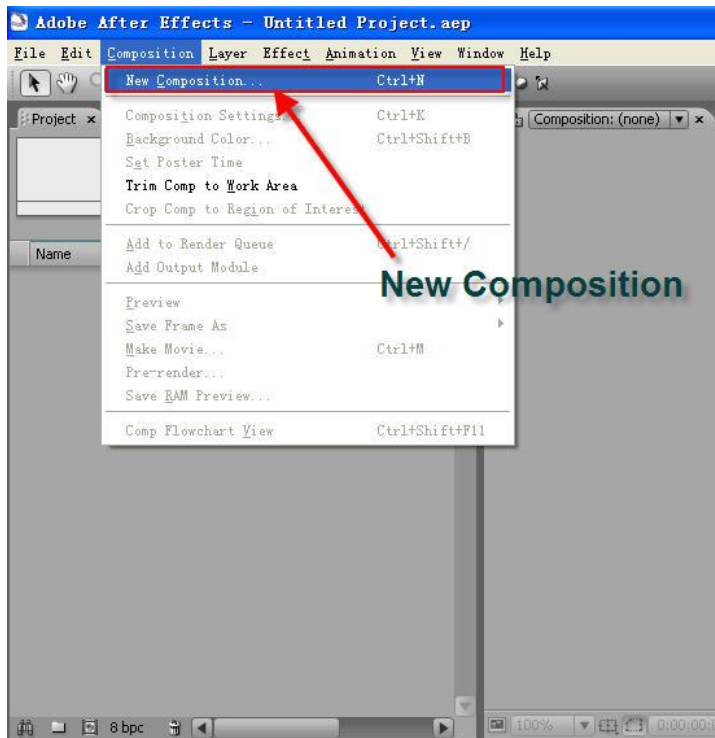 Adobe After Effects - Untitled Project.aep
File Edit Composition Layer Effect Animation View Window Help
New Composition... Ctrl+N
Project
Composition: (none)
Composition Settings Ctrl+K
Background Color... Ctrl+Shift+B
Set Poster Time
Trim Comp to Work Area
Crop Comp to Region of Interest
Name
Add to Render Queue Ctrl+Shift+/
Add Output Module
New Composition
Preview
Save Frame As
Make Movie... Ctrl+M
Pre-render...
Save RAM Preview...
Comp Flowchart View Ctrl+Shift+F11
8 bpc
100%